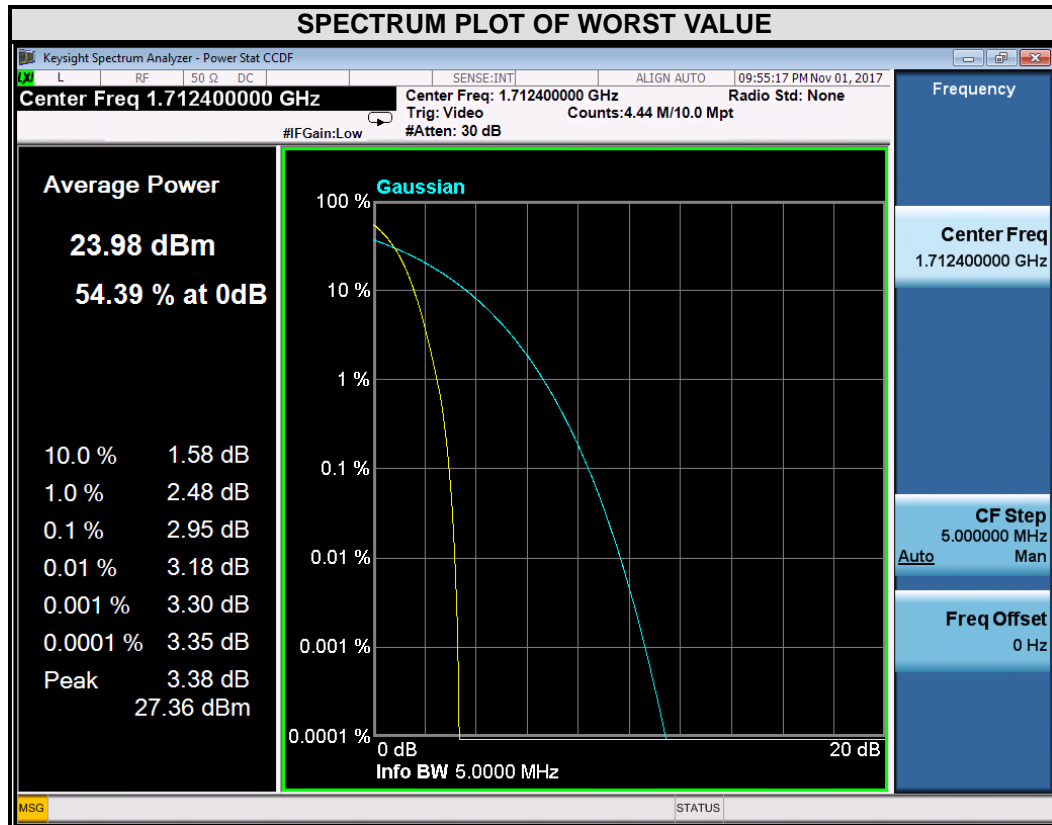 SPECTRUM PLOT OF WORST VALUE
Keysight Spectrum Analyzer - Power Stat CCDF
LXI L RF 50 Ω DC SENSE:INT ALIGN AUTO 09:55:17 PM Nov 01, 2017
Center Freq 1.712400000 GHz
#IFGain:Low
Center Freq: 1.712400000 GHz
Trig: Video Counts:4.44 M/10.0 Mpt
#Atten: 30 dB
Radio Std: None
Average Power
23.98 dBm
54.39 % at 0dB
10.0 % 1.58 dB
1.0 % 2.48 dB
0.1 % 2.95 dB
0.01 % 3.18 dB
0.001 % 3.30 dB
0.0001 % 3.35 dB
Peak 3.38 dB
27.36 dBm
Gaussian
100 %
10 %
1 %
0.1 %
0.01 %
0.001 %
0.0001 %
0 dB 20 dB
Info BW 5.0000 MHz
Frequency
Center Freq
1.712400000 GHz
CF Step
5.000000 MHz
Auto Man
Freq Offset
0 Hz
MSG STATUS